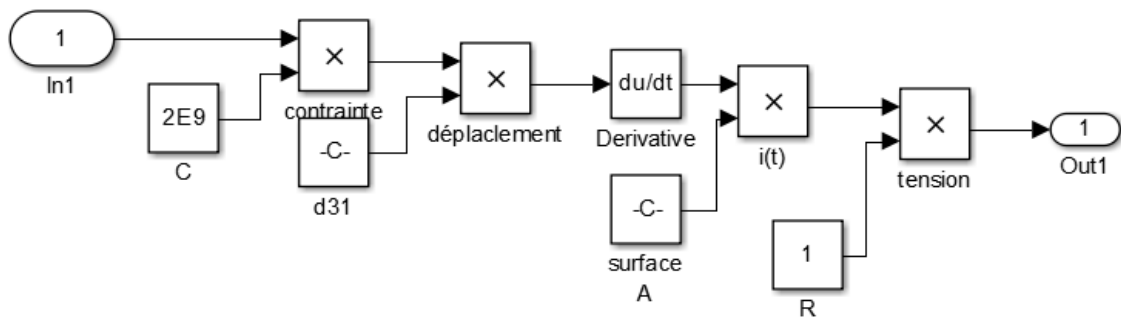 1
In1
2E9
C
×
contrainte
-C-
d31
×
déplaclement
du/dt
Derivative
-C-
surface
A
×
i(t)
1
R
×
tension
1
Out1